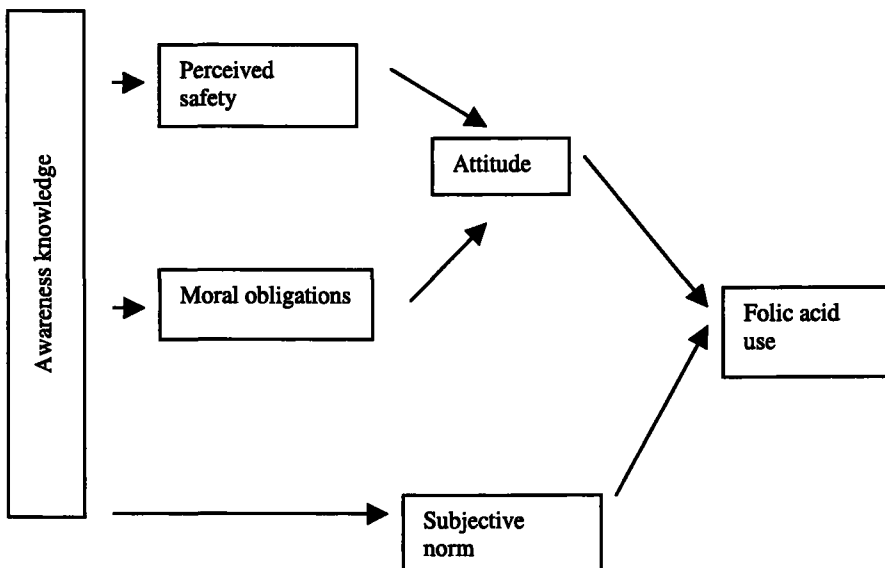 Awareness knowledge
Perceived
safety
Attitude
Moral obligations
Folic acid
use
Subjective
norm